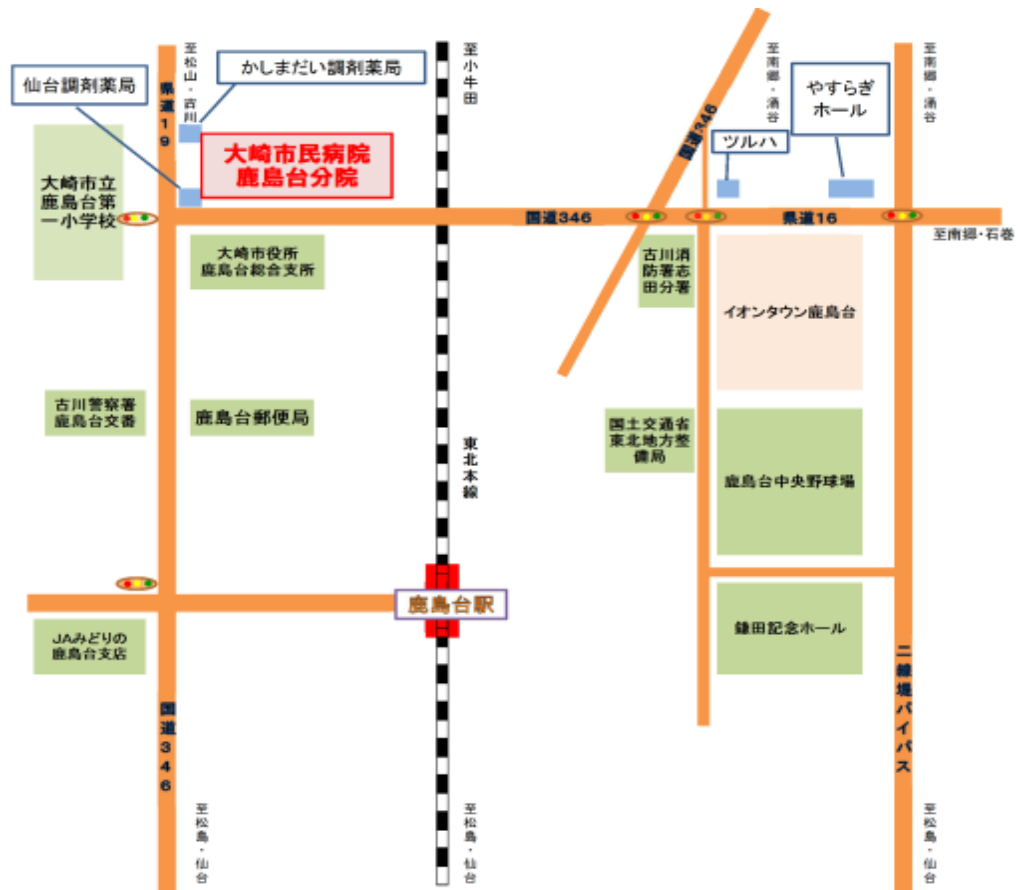 至松山・古川
県道19
仙台調剤薬局
かしまだい調剤薬局
大崎市民病院
鹿島台分院
大崎市立
鹿島台第
一小学校
至小牛田
国道346
至南郷・涌谷
ツルハ
やすらぎ
ホール
至南郷・涌谷
国道346
県道16
至南郷・石巻
大崎市役所
鹿島台総合支所
古川消
防署志
田分署
イオンタウン鹿島台
古川警察署
鹿島台交番
鹿島台郵便局
東北本線
国土交通省
東北地方整
備局
鹿島台中央野球場
鹿島台駅
JAみどりの
鹿島台支店
鎌田記念ホール
国道346
二線堤バイパス
至松島・仙台
至松島・仙台
至松島・仙台